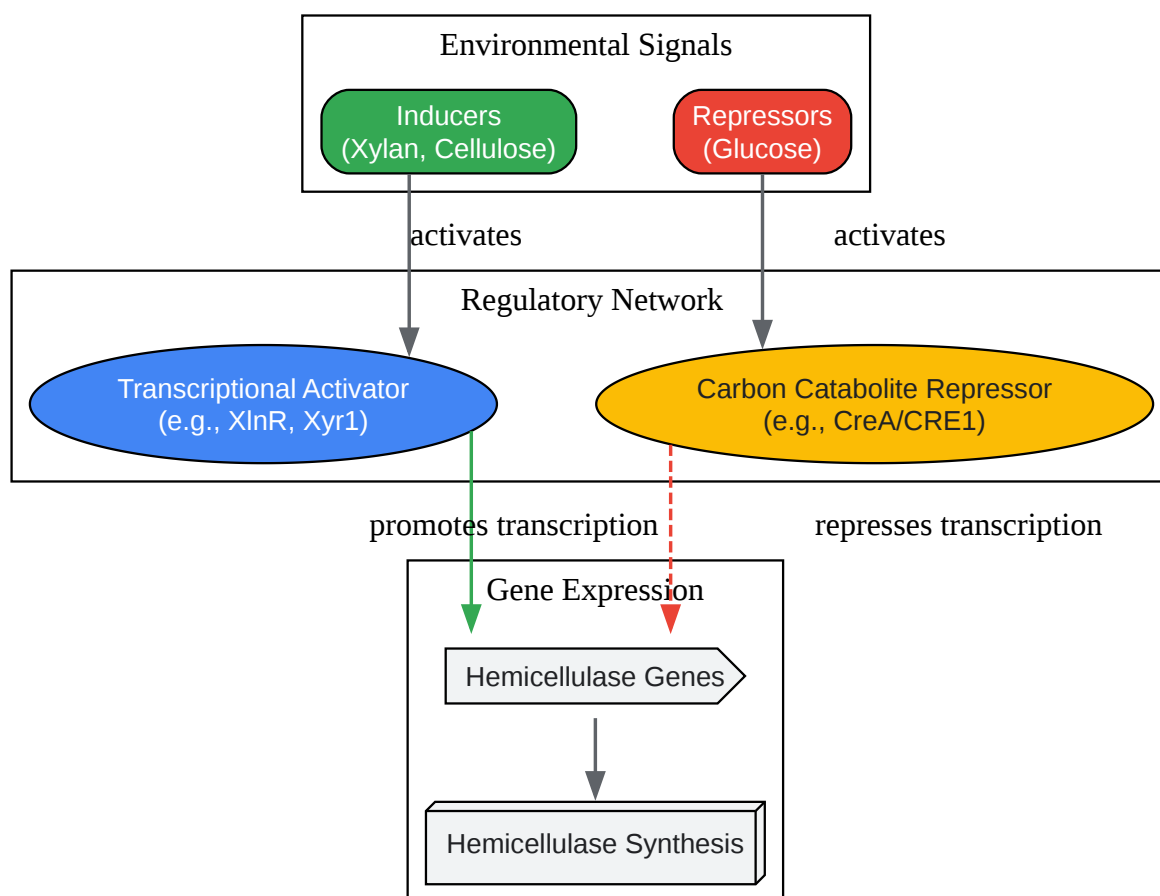 Environmental Signals
Inducers
(Xylan, Cellulose)
Repressors
(Glucose)
activates
activates
Regulatory Network
Transcriptional Activator
(e.g., XlnR, Xyr1)
Carbon Catabolite Repressor
(e.g., CreA/CRE1)
promotes transcription
represses transcription
Gene Expression
Hemicellulase Genes
Hemicellulase Synthesis